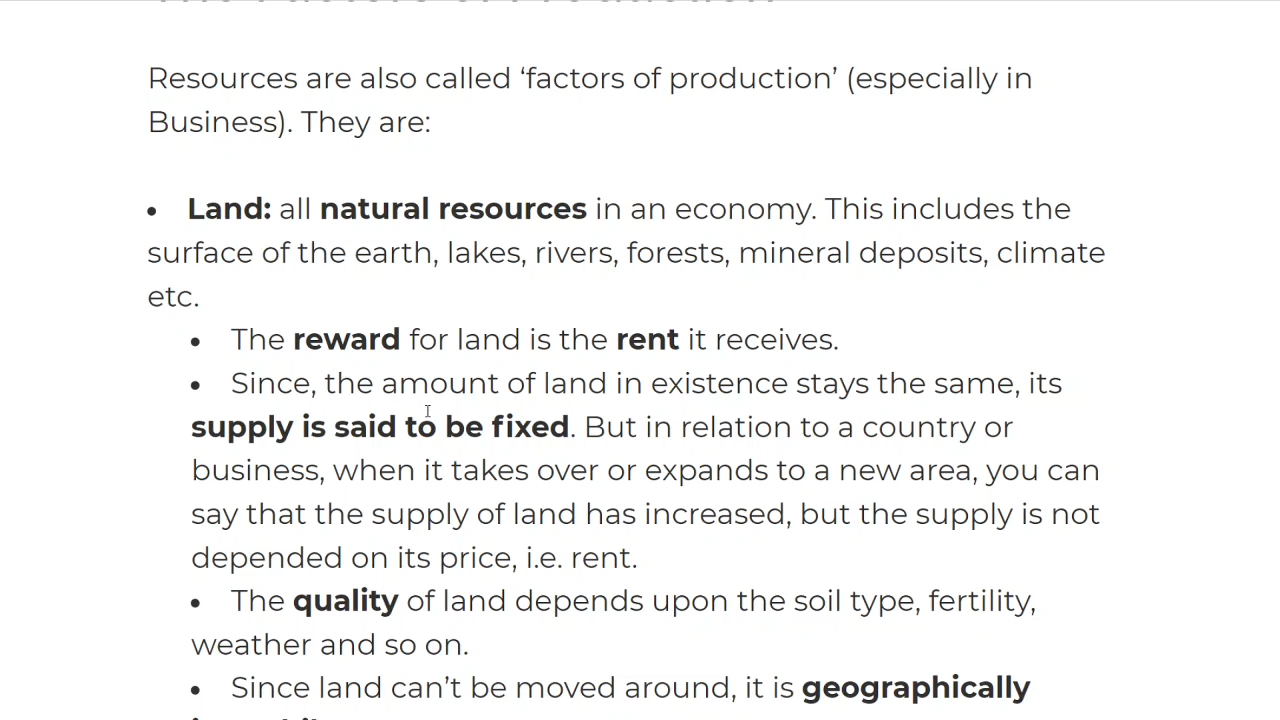 Resources are also called ‘factors of production’ (especially in
Business). They are:
• Land: all natural resources in an economy. This includes the
surface of the earth, lakes, rivers, forests, mineral deposits, climate
etc.
• The reward for land is the rent it receives.
• Since, the amount of land in existence stays the same, its
supply is said to be fixed. But in relation to a country or
business, when it takes over or expands to a new area, you can
say that the supply of land has increased, but the supply is not
depended on its price, i.e. rent.
• The quality of land depends upon the soil type, fertility,
weather and so on.
• Since land can’t be moved around, it is geographically